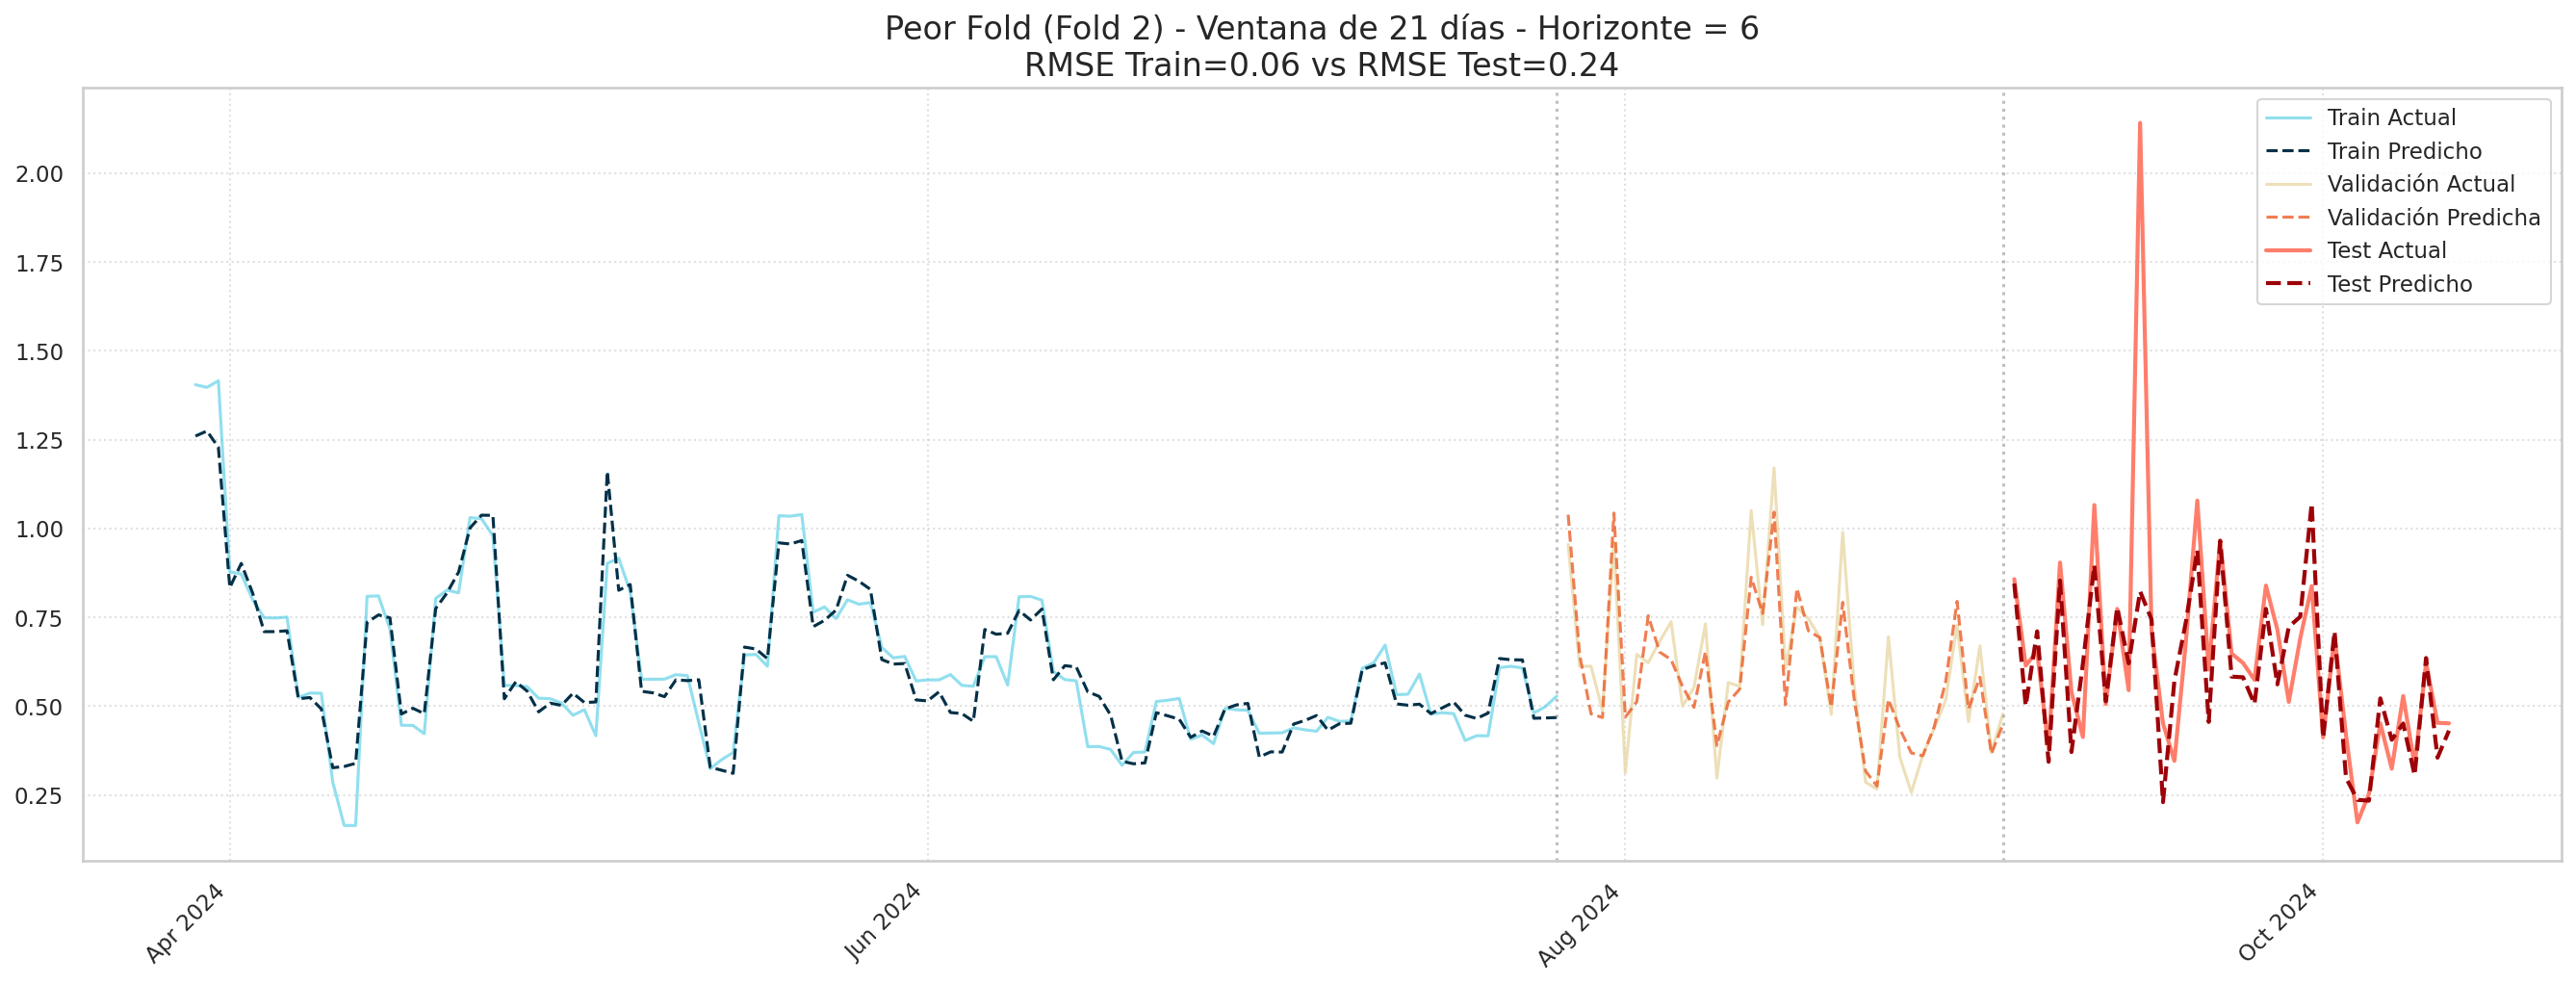 Peor Fold (Fold 2) - Ventana de 21 días - Horizonte = 6
RMSE Train=0.06 vs RMSE Test=0.24
Train Actual
Train Predicho
Validación Actual
Validación Predicha
Test Actual
Test Predicho
2.00
1.75
1.50
1.25
1.00
0.75
0.50
0.25
Apr 2024
Jun 2024
Aug 2024
Oct 2024